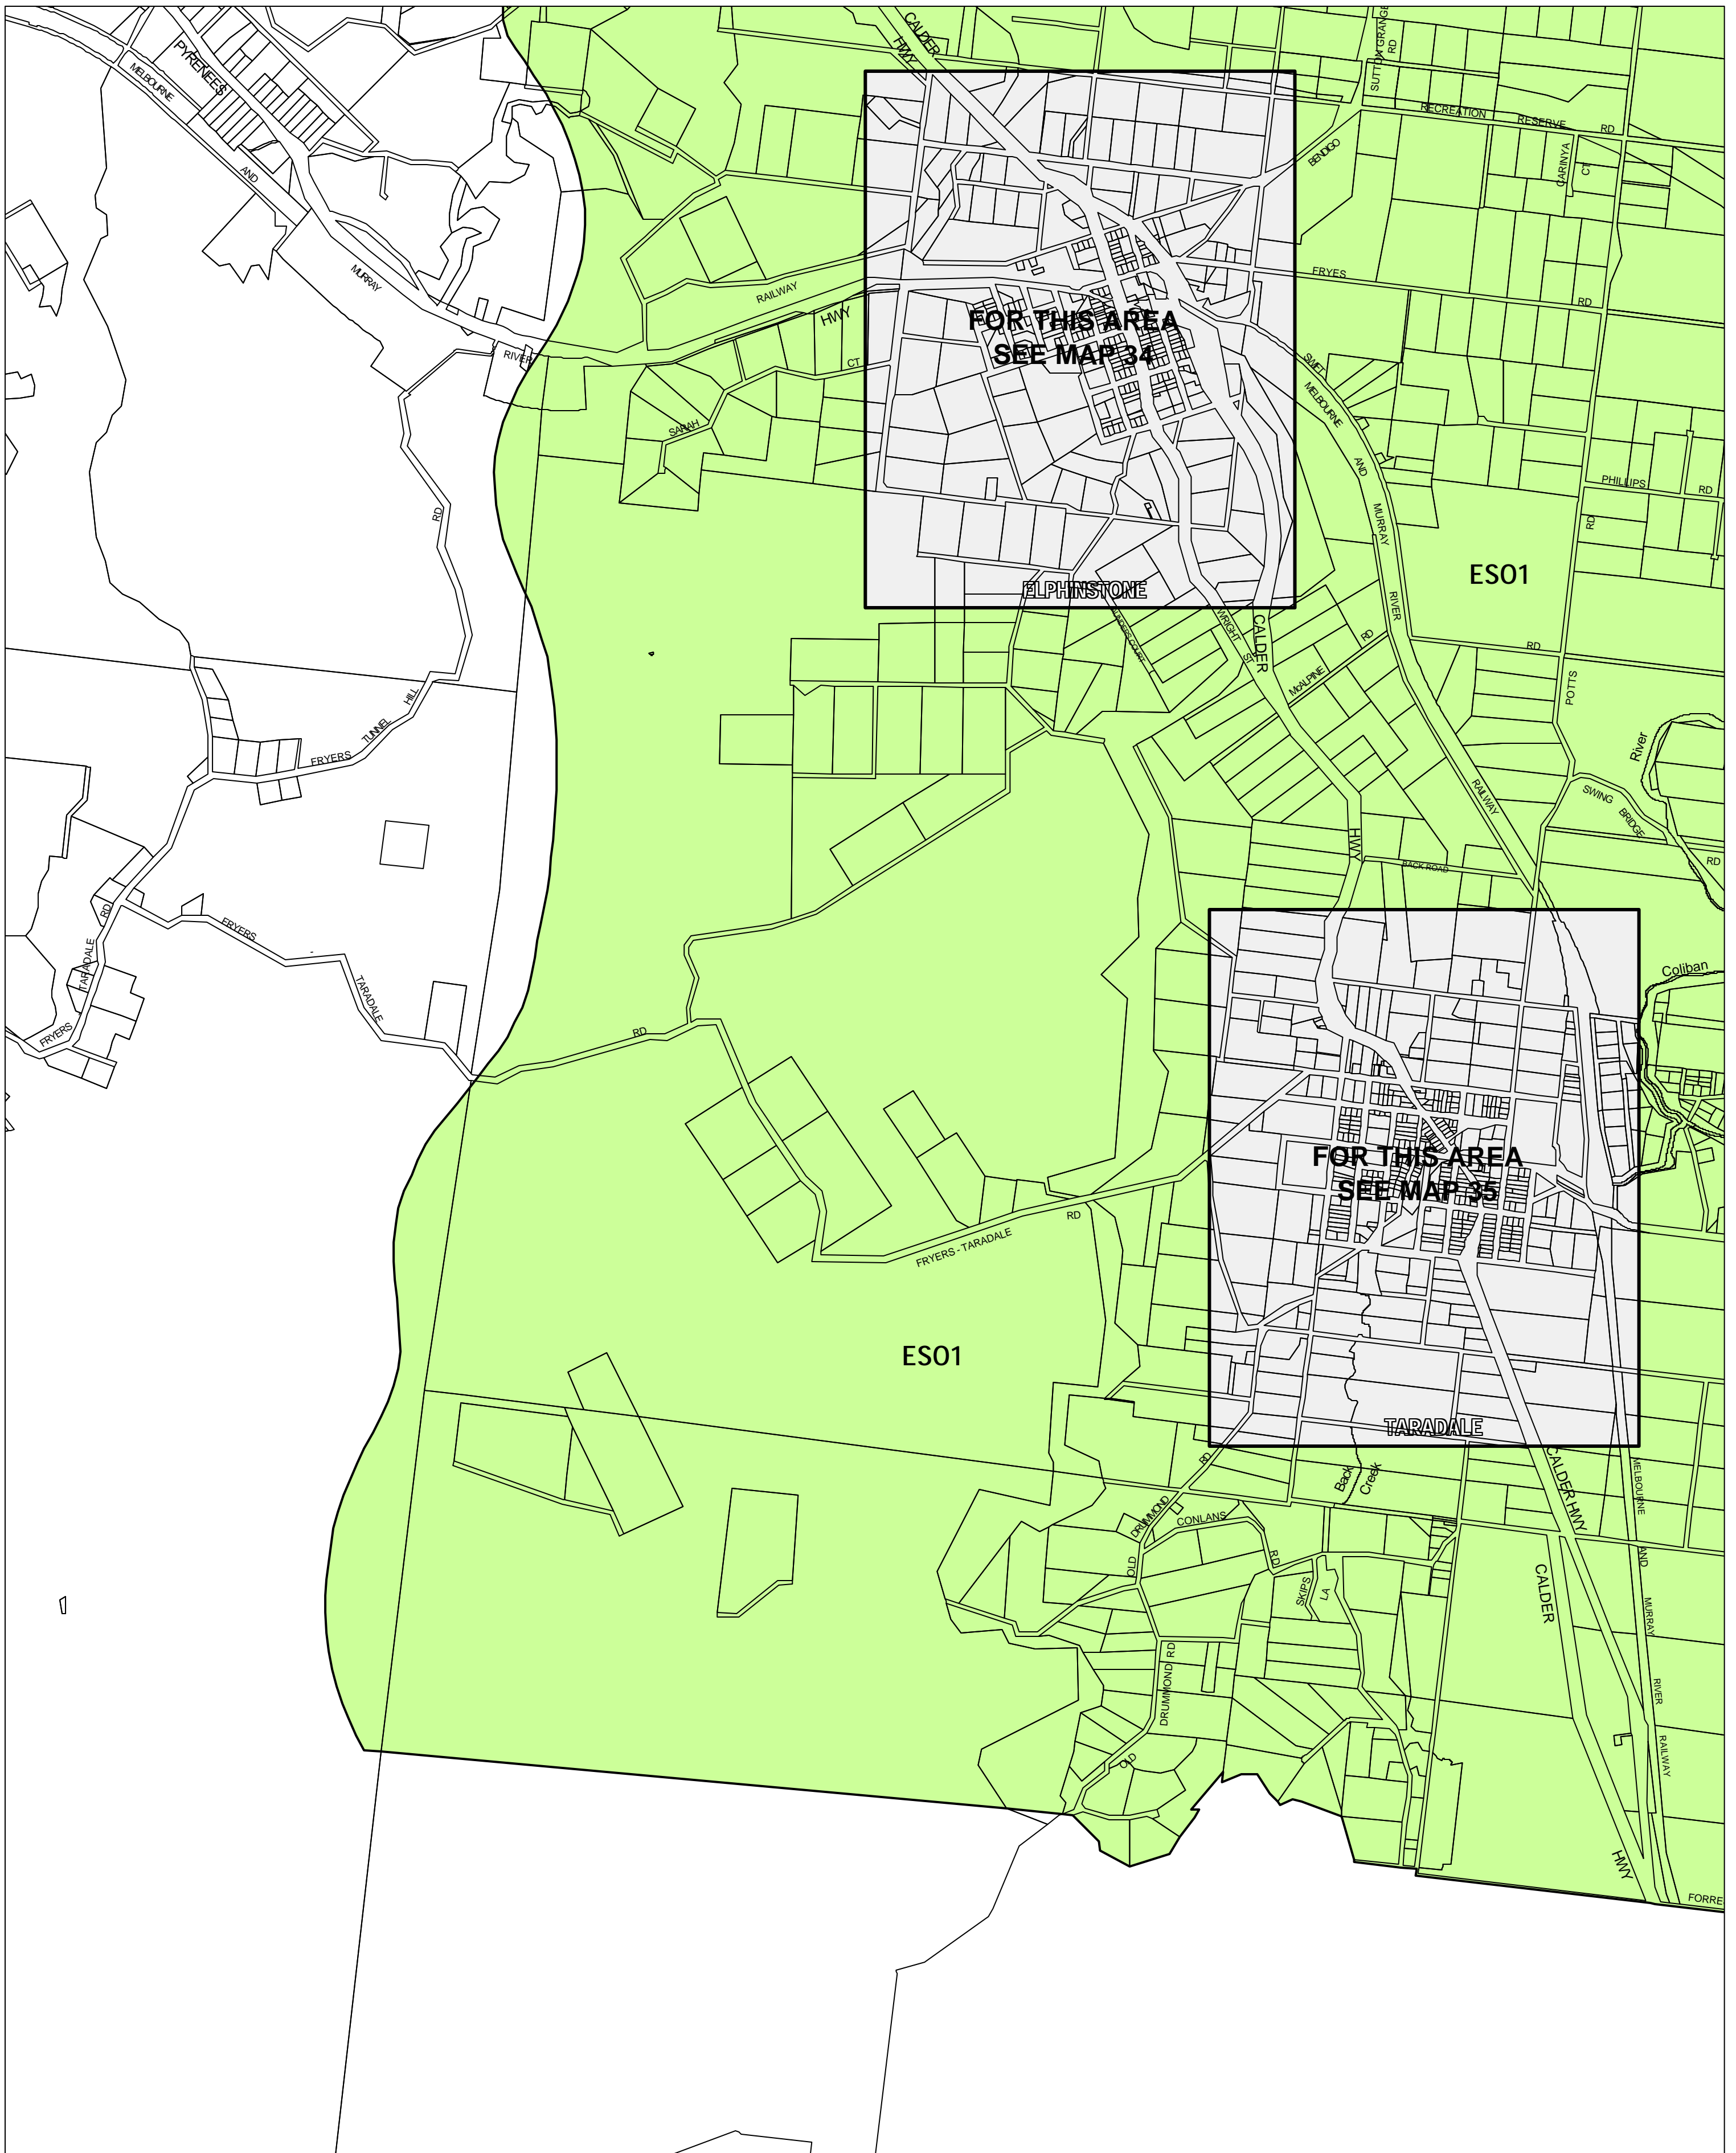 CALDER
HWY
SUTTON GRANGE
RD
PYRENEES
MELBOURNE
AND
MURRAY
RIVER
RAILWAY
HWY
RECREATION
RESERVE
RD
BENDIGO
CARINYA
CT
FRYES
RD
FOR THIS AREA
SEE MAP 34
CT
SARAH
SWIFT
MELBOURNE
AND
MURRAY
RIVER
RAILWAY
PHILLIPS
RD
RD
RD
ESO1
ELPHINSTONE
WRIGHT
ST
CALDER
McALPINE
RD
RD
POTTS
River
FRYERS
TUNNEL
HILL
SWING
BRIDGE
RD
HWY
BACK ROAD
RD
TARADALE
FRYERS
FRYERS
-
TARADALE
RD
Coliban
FOR THIS AREA
SEE MAP 35
FRYERS - TARADALE
RD
ESO1
TARADALE
RD
DRUMMOND
OLD
Back
Creek
CONLANS
RD
SKIPS
LA
CALDER HWY
MELBOURNE
AND
MURRAY
RIVER
RAILWAY
CALDER
HWY
DRUMMOND RD
OLD
FORRE